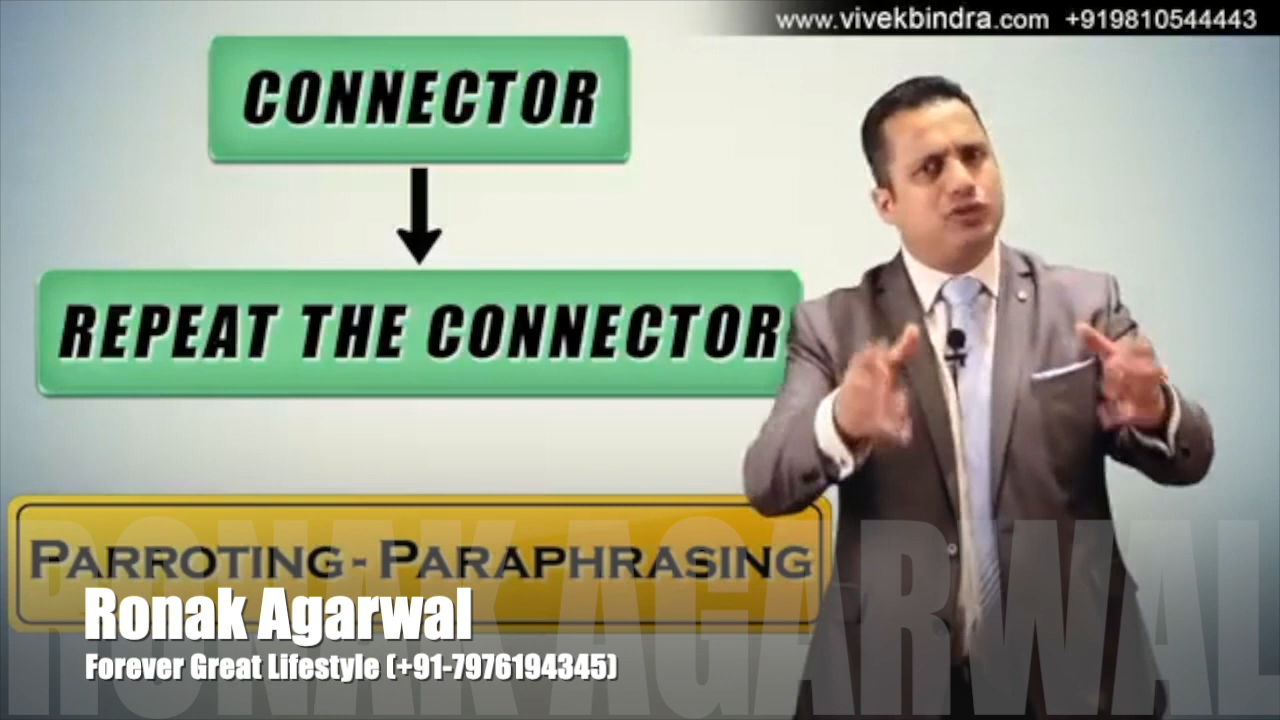 www.vivekbindra.com +919810544443
CONNECTOR
REPEAT THE CONNECTOR
PARROTING - PARAPHRASING
RONAK AGARWAL
Ronak Agarwal
Forever Great Lifestyle (+91-7976194345)